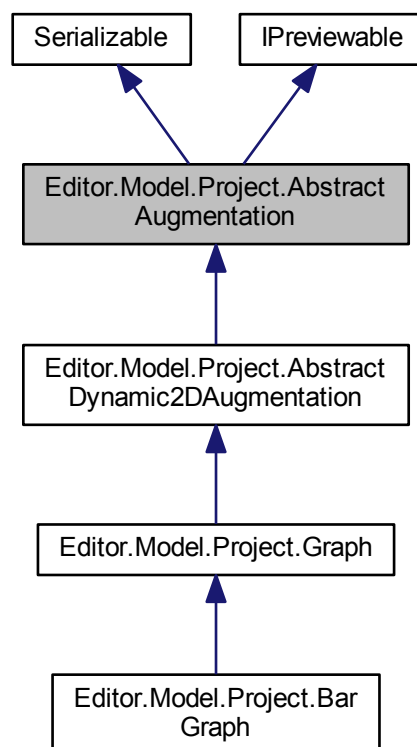 Serializable
IPreviewable
Editor.Model.Project.Abstract
Augmentation
Editor.Model.Project.Abstract
Dynamic2DAugmentation
Editor.Model.Project.Graph
Editor.Model.Project.Bar
Graph